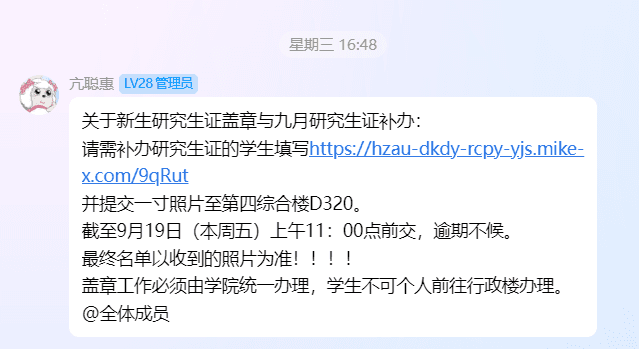 星期三 16:48
亢聪惠 LV28 管理员
关于新生研究生证盖章与九月研究生证补办：
请需补办研究生证的学生填写https://hzau-dkdy-rcpy-yjs.mike-
x.com/9qRut
并提交一寸照片至第四综合楼D320。
截至9月19日（本周五）上午11：00点前交，逾期不候。
最终名单以收到的照片为准！！！！
盖章工作必须由学院统一办理，学生不可个人前往行政楼办理。
@全体成员